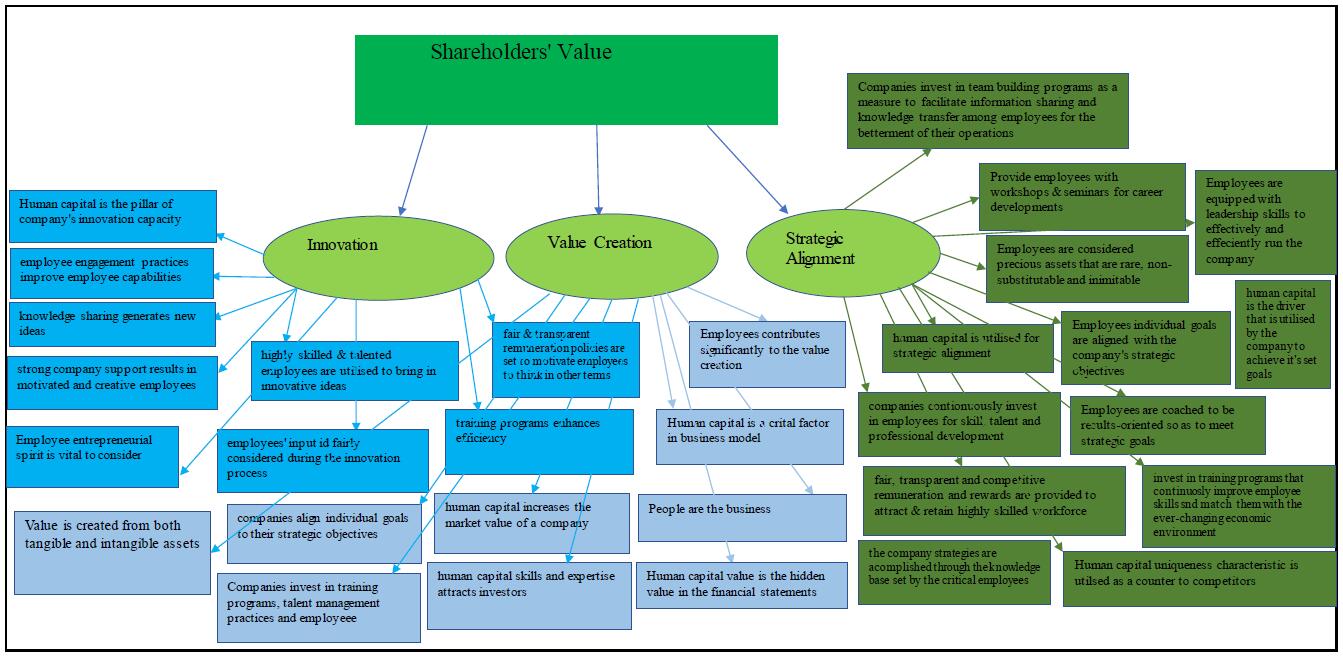 Shareholders' Value
Companies invest in team building programs as a
measure to facilitate information sharing and
knowledge transfer among employees for the
betterment of their operations
Provide employees with
workshops & seminars for career
developments
Employees are
equipped with
leadership skills to
effectively and
effeciently run the
company
Human capital is the pillar of
company's innovation capacity
Innovation
Value Creation
Strategic
Alignment
Employees are considered
precious assets that are rare, non-
substitutable and inimitable
employee engagement practices
improve employee capabilities
human capital
is the driver
that is utilised
by the
company to
achieve it's set
goals
knowledge sharing generates new
ideas
fair & transparent
remuneration policies are
set to motivate employees
to think in other terms
Employees contributes
significantly to the value
creation
human capital is utilised for
strategic alignment
Employees individual goals
are aligned with the
company's strategic
objectives
highly skilled & talented
employees are utilised to bring in
innovative ideas
strong company support results in
motivated and creative employees
companies contionuously invest
in employees for skill, talent and
professional development
Employees are coached to be
results-oriented so as to meet
strategic goals
training programs enhances
efficiency
Human capital is a crital factor
in business model
Employee entrepreneurial
spirit is vital to consider
employees' input id fairly
considered during the innovation
process
fair, transparent and competitive
remuneration and rewards are provided to
attract & retain highly skilled workforce
invest in training programs that
continuosly improve employee
skills snd match them with the
ever-changing economic
environment
Value is created from both
tangible and intangible assets
companies align individual goals
to their strategic objectives
human capital increases the
market value of a company
People are the business
the company strategies are
acomplished through the knowledge
base set by the critical employees
Human capital uniqueness characteristic is
utilsed as a counter to competitors
Companies invest in training
programs, talent management
practices and employeee
human capital skills and expertise
attracts investors
Human capital value is the hidden
value in the financial statements